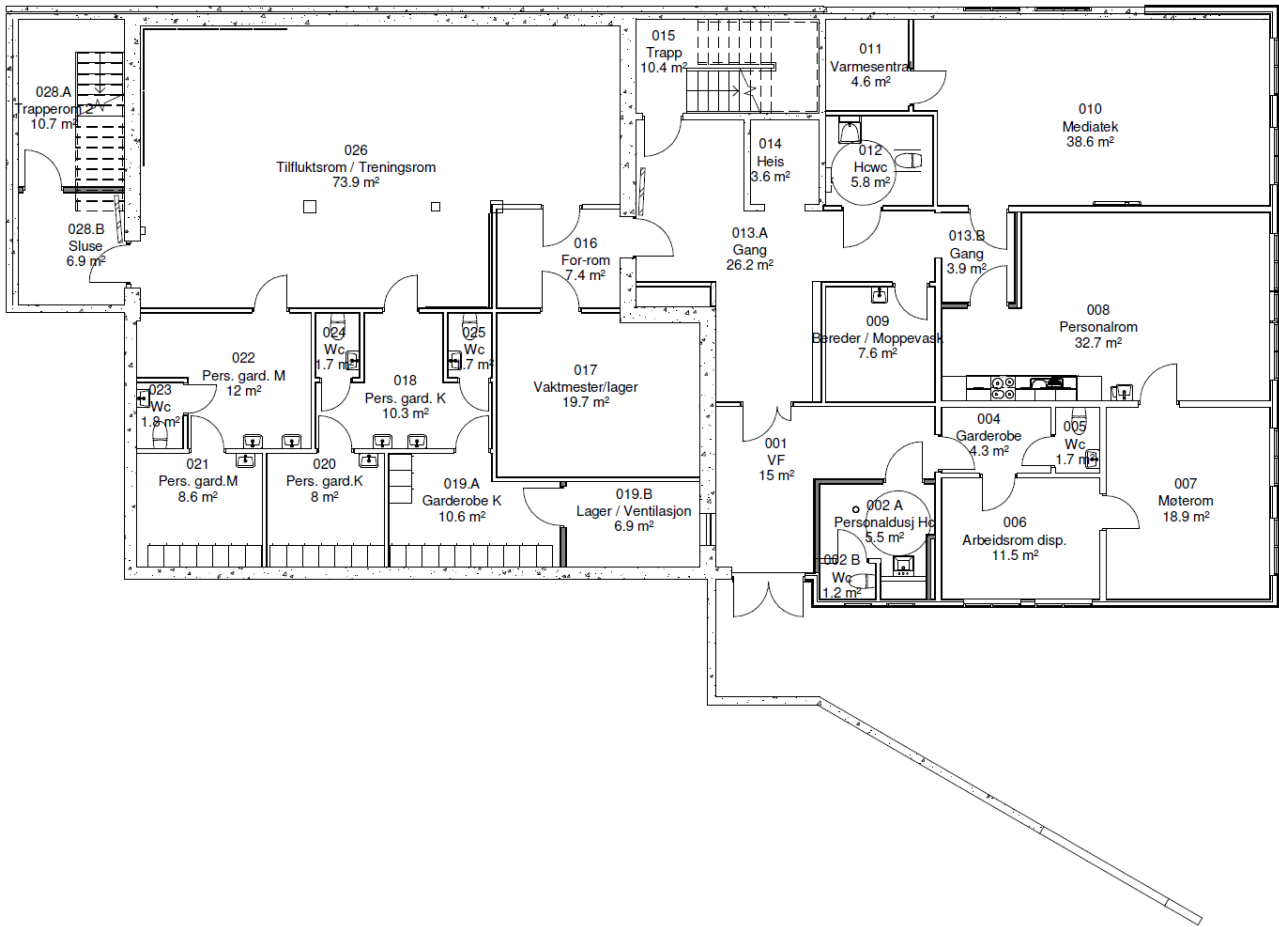 028.A
Trapperom 2
10.7 m²
026
Tilfluktsrom / Treningsrom
73.9 m²
015
Trapp
10.4 m²
011
Varmesentral
4.6 m²
010
Mediatek
38.6 m²
014
Heis
3.6 m²
012
Hcwc
5.8 m²
028.B
Sluse
6.9 m²
016
For-rom
7.4 m²
013.A
Gang
26.2 m²
013.B
Gang
3.9 m²
009
Bereder / Moppevask
7.6 m²
008
Personalrom
32.7 m²
022
Pers. gard. M
12 m²
024
Wc
1.7 m²
018
Pers. gard. K
10.3 m²
025
Wc
1.7 m²
017
Vaktmester/lager
19.7 m²
023
Wc
1.8 m²
021
Pers. gard.M
8.6 m²
020
Pers. gard.K
8 m²
019.A
Garderobe K
10.6 m²
019.B
Lager / Ventilasjon
6.9 m²
001
VF
15 m²
004
Garderobe
4.3 m²
005
Wc
1.7 m²
002 A
Personaldusj Hc
5.5 m²
002 B
Wc
1.2 m²
006
Arbeidsrom disp.
11.5 m²
007
Møterom
18.9 m²